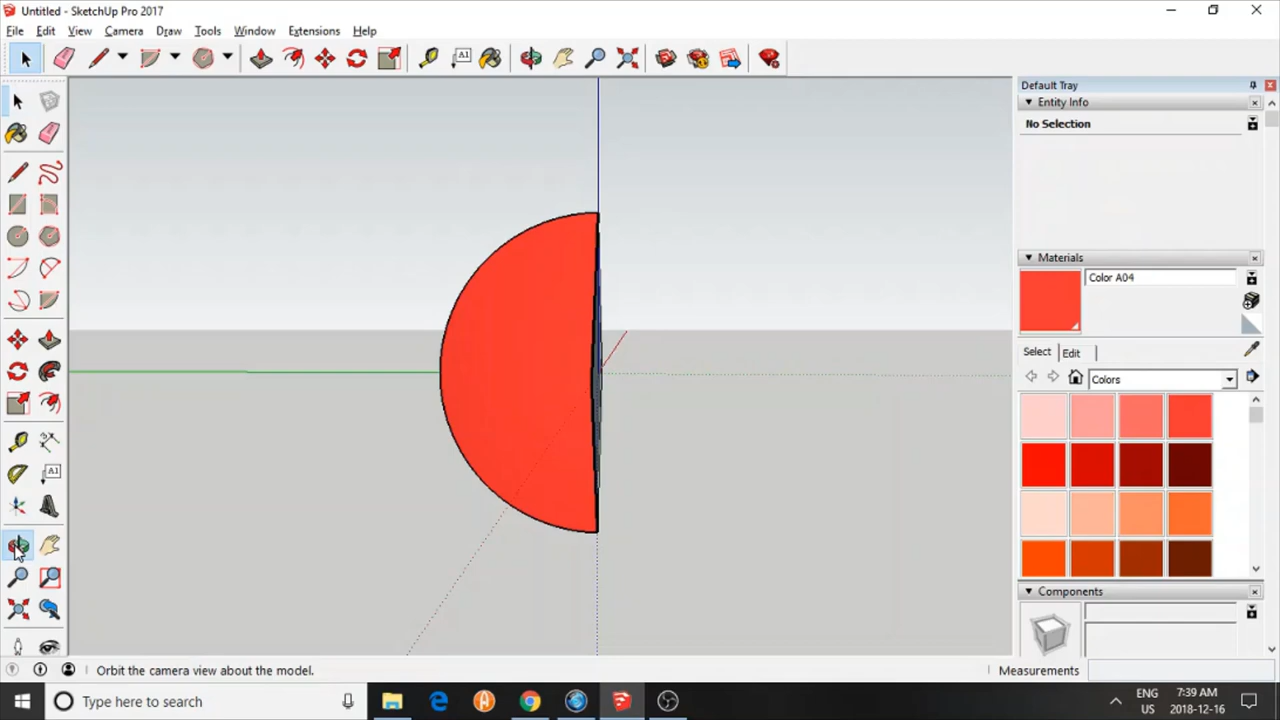 Untitled - SketchUp Pro 2017
File Edit View Camera Draw Tools Window Extensions Help
A1
Default Tray
Entity Info
No Selection
Materials
Color A04
Select Edit
Colors
A1
Components
Orbit the camera view about the model.
Measurements
Type here to search
ENG
US
7:39 AM
2018-12-16